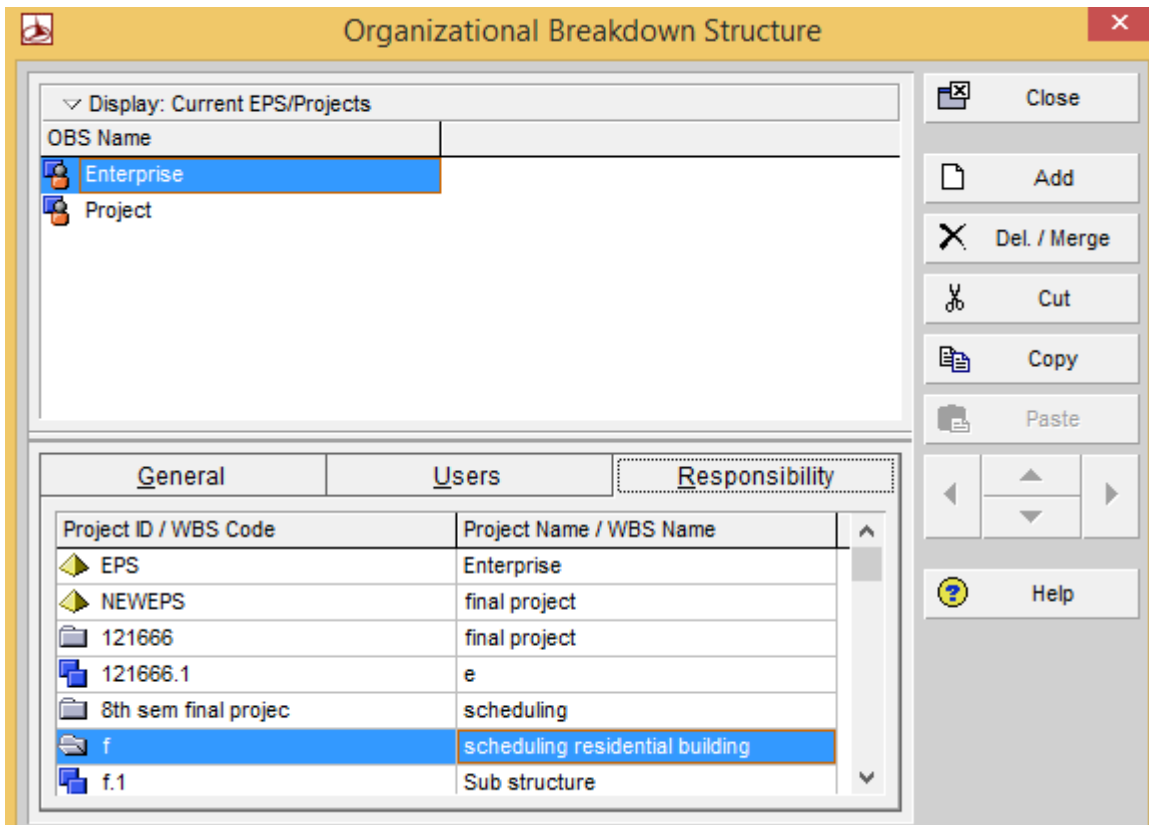 Organizational Breakdown Structure
Display: Current EPS/Projects
OBS Name
Enterprise
Project
Close
Add
Del. / Merge
Cut
Copy
Paste
Help
General Users Responsibility
Project ID / WBS Code Project Name / WBS Name
EPS Enterprise
NEWEPS final project
121666 final project
121666.1 e
8th sem final projec scheduling
f scheduling residential building
f.1 Sub structure